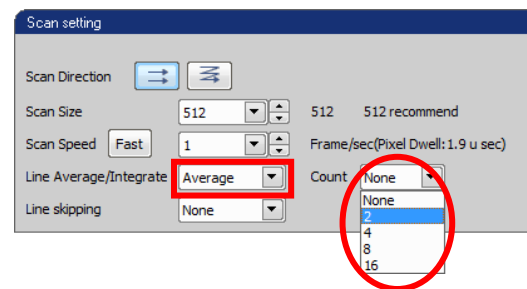 Scan setting
Scan Direction
Scan Size 512 512 512 recommend
Scan Speed Fast 1 Frame/sec(Pixel Dwell: 1.9 u sec)
Line Average/Integrate Average Count None
None
2
Line skipping None
4
8
16